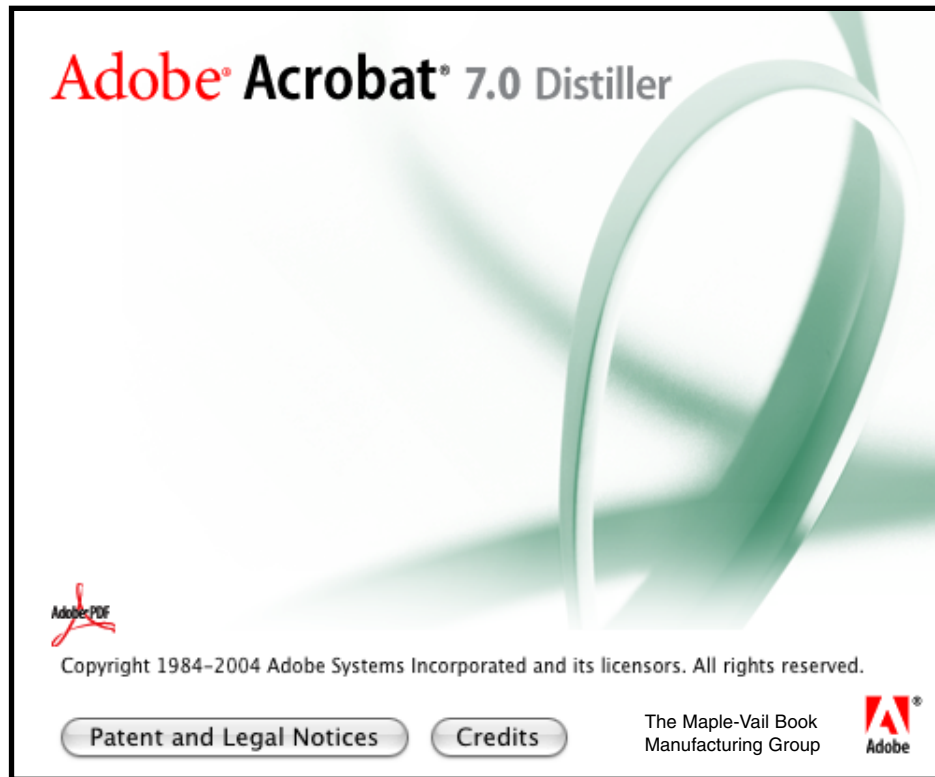 Adobe® Acrobat® 7.0 Distiller
Adobe PDF
Copyright 1984–2004 Adobe Systems Incorporated and its licensors. All rights reserved.
Patent and Legal Notices
Credits
The Maple-Vail Book
Manufacturing Group
®
Adobe